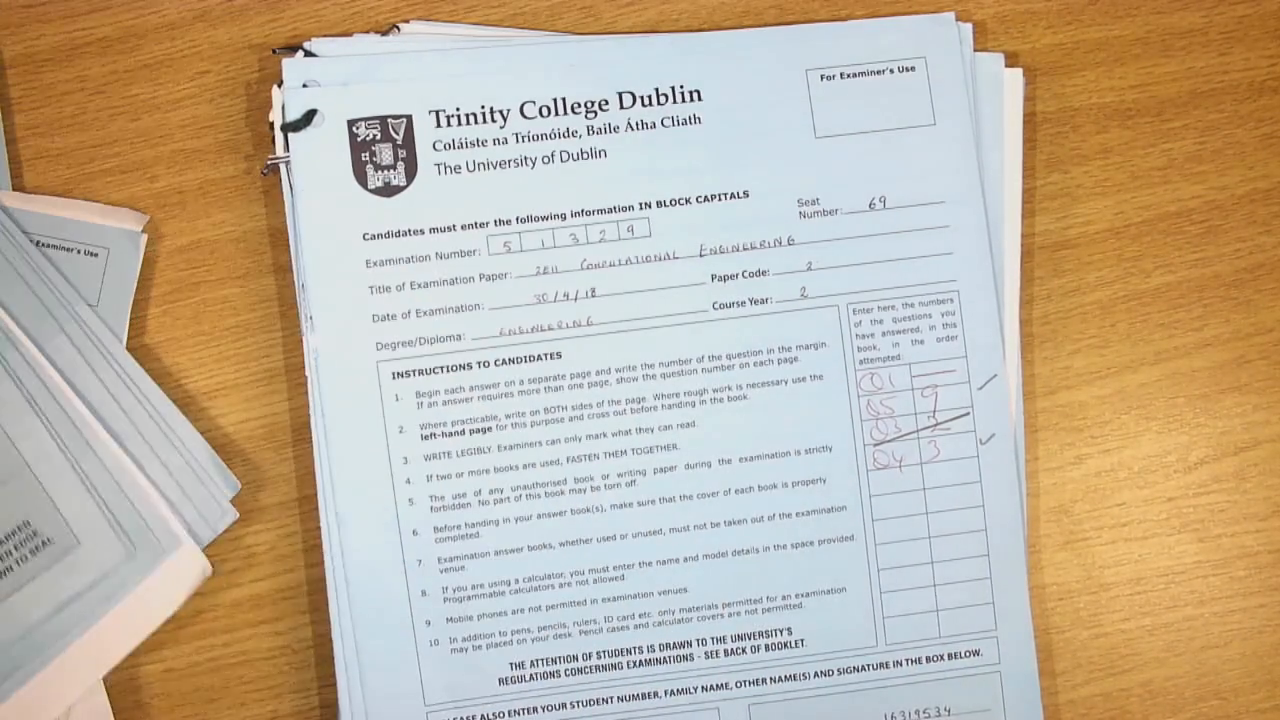 For Examiner's Use
Trinity College Dublin
Coláiste na Tríonóide, Baile Átha Cliath
The University of Dublin
Candidates must enter the following information IN BLOCK CAPITALS
Seat Number: 69
Examination Number: 5 1 3 2 9
Title of Examination Paper: 2E11 COMPUTATIONAL ENGINEERING
Date of Examination: 30/4/18
Paper Code: 2
Degree/Diploma: ENGINEERING
Course Year: 2
INSTRUCTIONS TO CANDIDATES
1. Begin each answer on a separate page and write the number of the question in the margin.
If an answer requires more than one page, show the question number on each page.
2. Where practicable, write on BOTH sides of the page. Where rough work is necessary use the
left-hand page for this purpose and cross out before handing in the book.
3. WRITE LEGIBLY. Examiners can only mark what they can read.
4. If two or more books are used, FASTEN THEM TOGETHER.
5. The use of any unauthorised book or writing paper during the examination is strictly
forbidden. No part of this book may be torn off.
6. Before handing in your answer book(s), make sure that the cover of each book is properly
completed.
7. Examination answer books, whether used or unused, must not be taken out of the examination
venue.
8. If you are using a calculator, you must enter the name and model details in the space provided.
Programmable calculators are not allowed.
9 Mobile phones are not permitted in examination venues.
10. In addition to pens, pencils, rulers, ID card etc. only materials permitted for an examination
may be placed on your desk. Pencil cases and calculator covers are not permitted.
THE ATTENTION OF STUDENTS IS DRAWN TO THE UNIVERSITY'S
REGULATIONS CONCERNING EXAMINATIONS - SEE BACK OF BOOKLET.
Enter here, the numbers
of the questions you
have answered, in this
book, in the order
attempted:
Q1
Q5 9
Q3 2
Q4 3
ALSO ENTER YOUR STUDENT NUMBER, FAMILY NAME, OTHER NAME(S) AND SIGNATURE IN THE BOX BELOW.
16319534
Examiner's Use